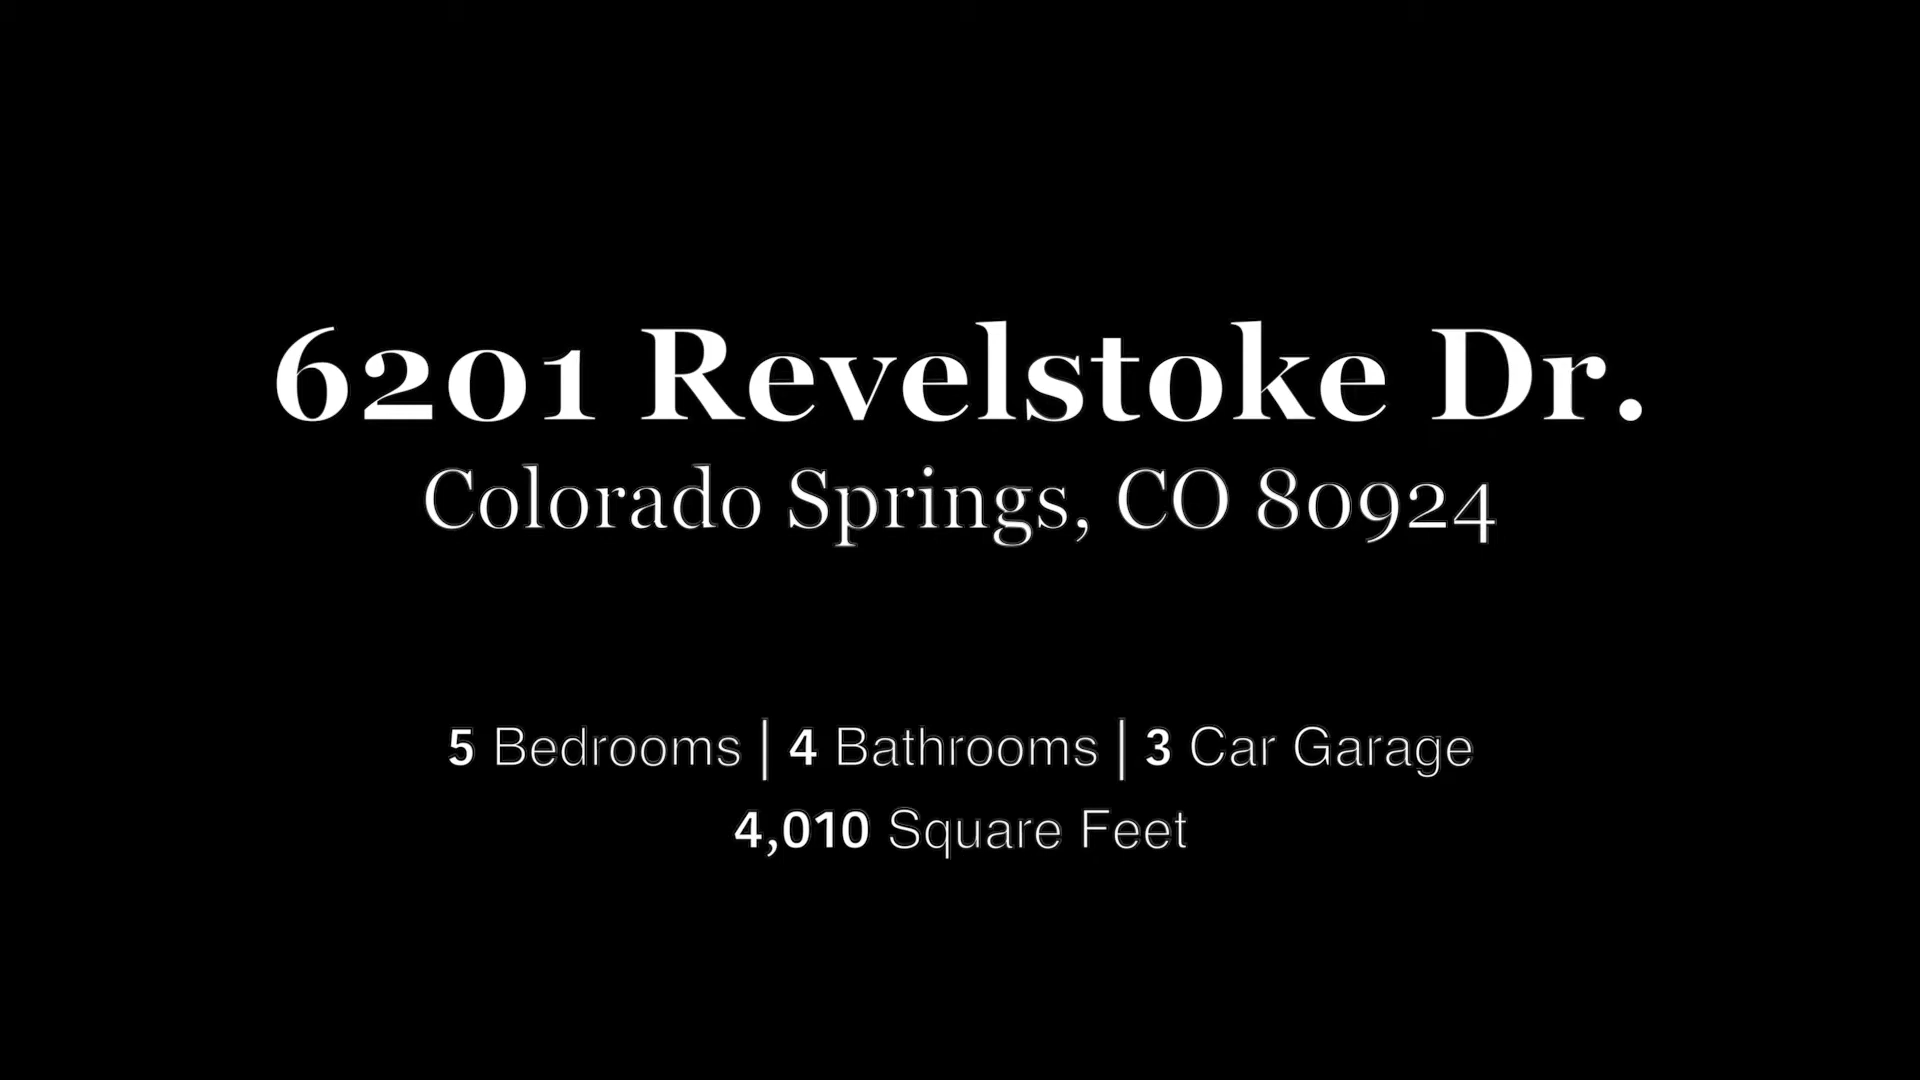 6201 Revelstoke Dr.
Colorado Springs, CO 80924
5 Bedrooms | 4 Bathrooms | 3 Car Garage
4,010 Square Feet